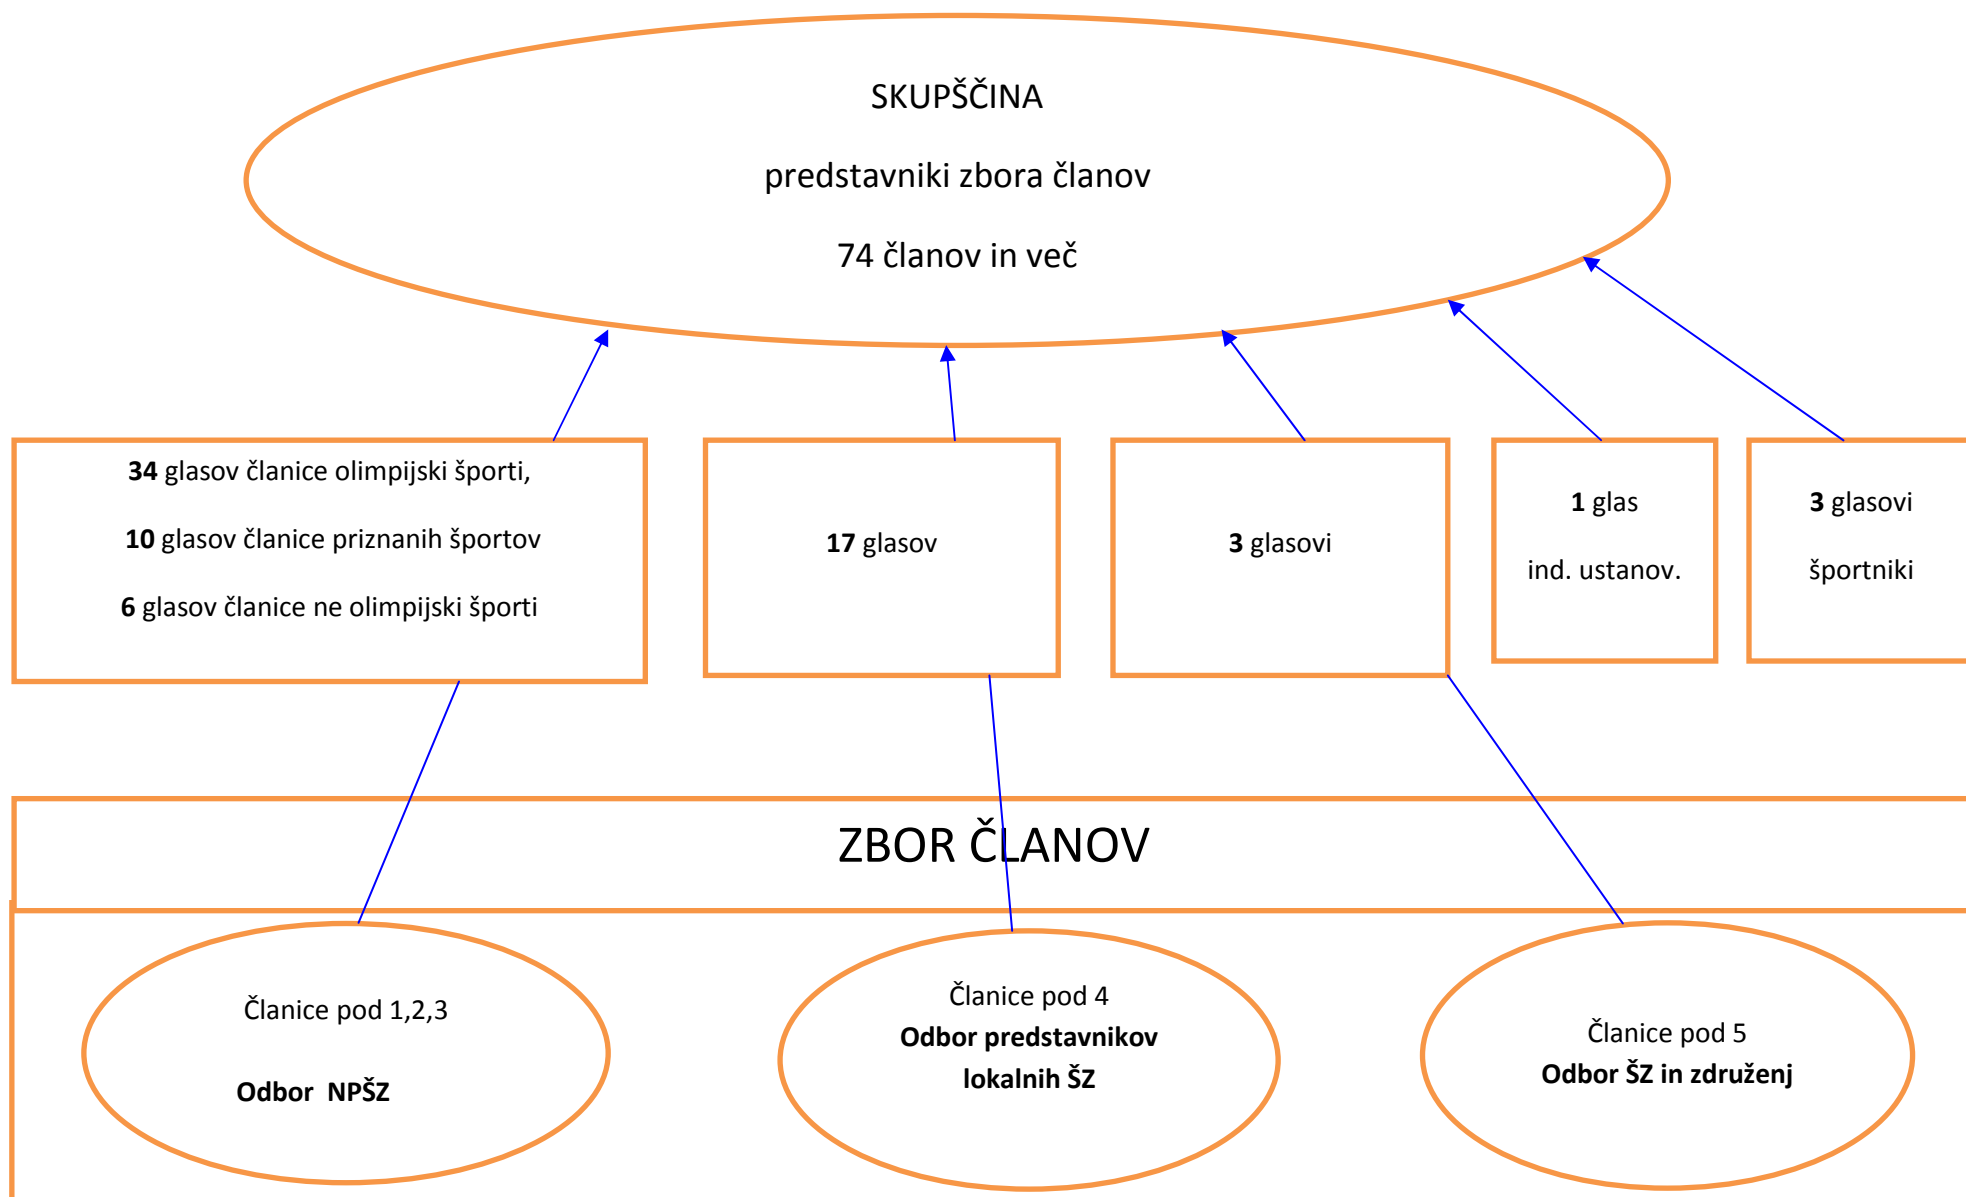 SKUPŠČINA
predstavniki zbora članov
74 članov in več
34 glasov članice olimpijski športi,
10 glasov članice priznanih športov
6 glasov članice ne olimpijski športi
17 glasov
3 glasovi
1 glas
ind. ustanov.
3 glasovi
športniki
ZBOR ČLANOV
Članice pod 1,2,3
Odbor NPŠZ
Članice pod 4
Odbor predstavnikov
lokalnih ŠZ
Članice pod 5
Odbor ŠZ in združenj